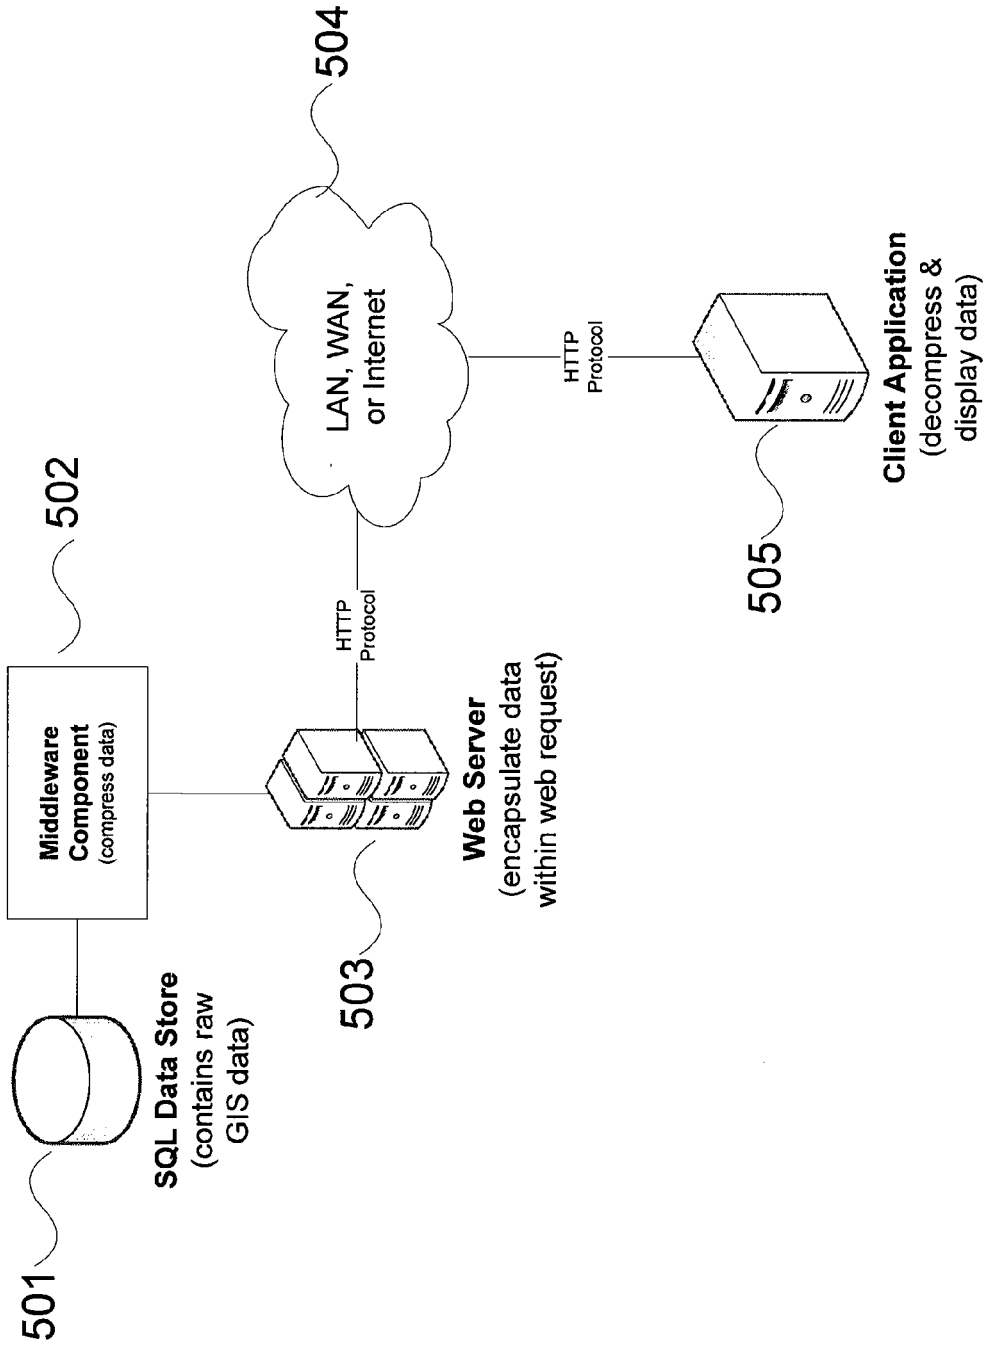 501
SQL Data Store
(contains raw
GIS data)
Middleware
Component
(compress data)
502
503
Web Server
(encapsulate data
within web request)
HTTP
Protocol
LAN, WAN,
or Internet
504
HTTP
Protocol
505
Client Application
(decompress &
display data)